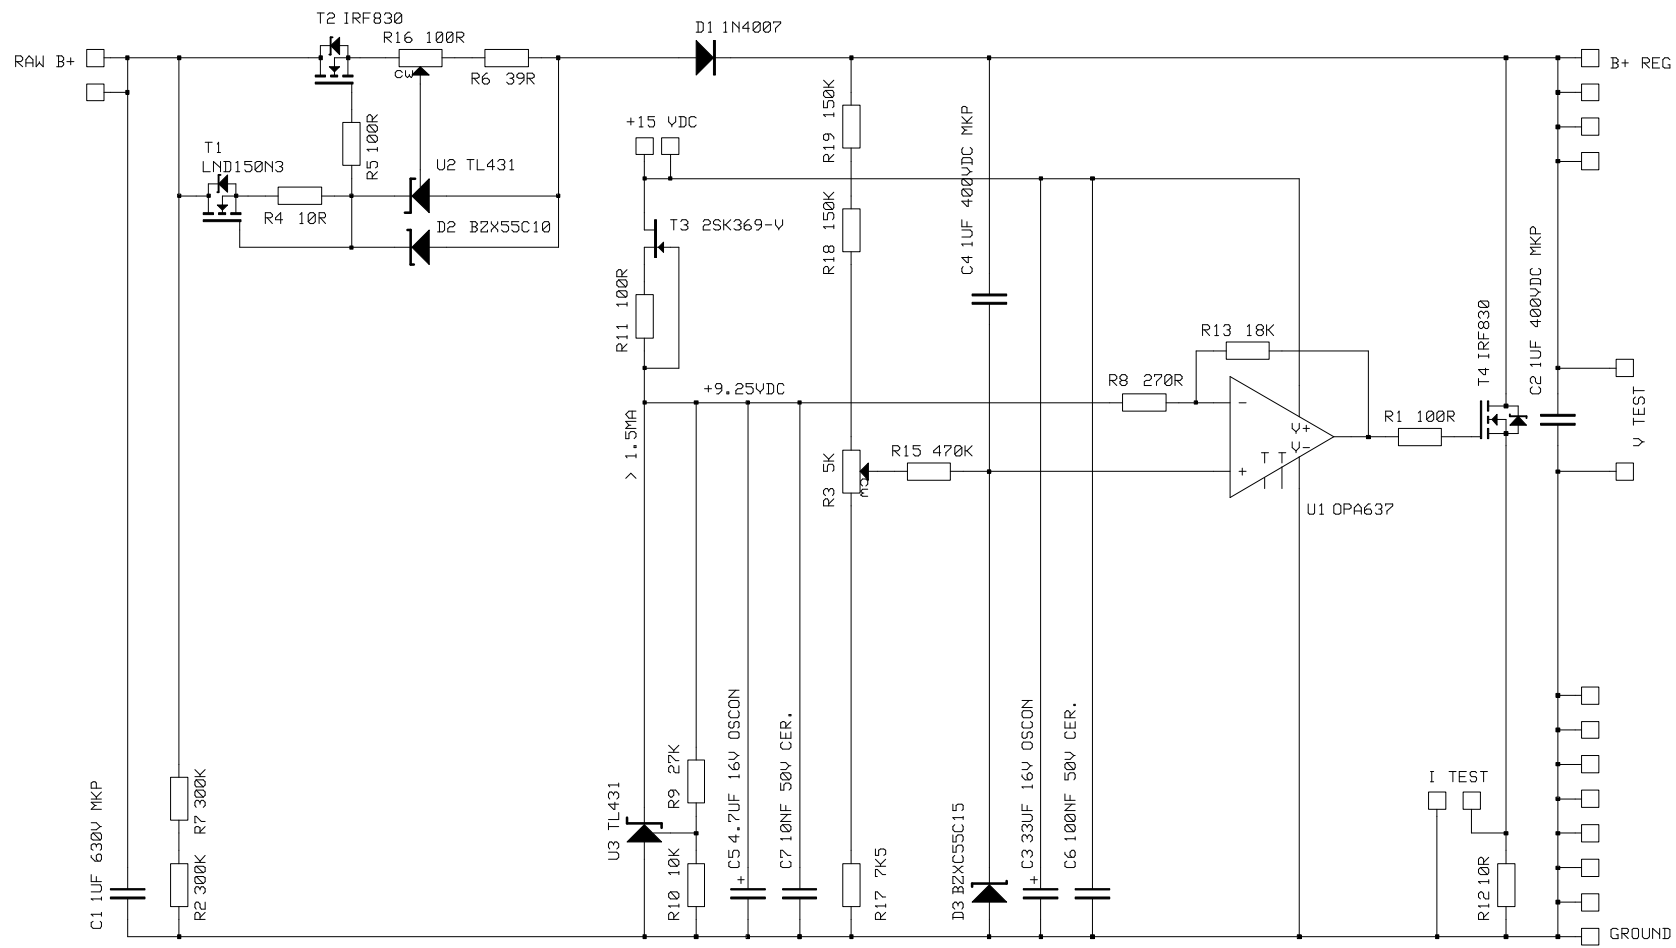 T2 IRF830
R16 100R
D1 1N4007
RAW B+
CW
R6 39R
B+ REG
+15 VDC
R5 100R
R19 150K
C4 1UF 400VDC MKP
T1
LND150N3
U2 TL431
R4 10R
D2 BZX55C10
T3 2SK369-V
R18 150K
C2 1UF 400VDC MKP
R11 100R
R13 18K
T4 IRF830
+9.25VDC
R8 270R
V TEST
> 1.5MA
R1 100R
-
V+
V-
R3 5K
CW
R15 470K
T T
+
U1 OPA637
C1 1UF 630V MKP
R7 300K
R2 300K
U3 TL431
R9 27K
R10 10K
C5 4.7UF 16V OSCON
+
C7 10NF 50V CER.
R17 7K5
D3 BZXC55C15
C3 33UF 16V OSCON
+
C6 100NF 50V CER.
I TEST
R12 10R
GROUND